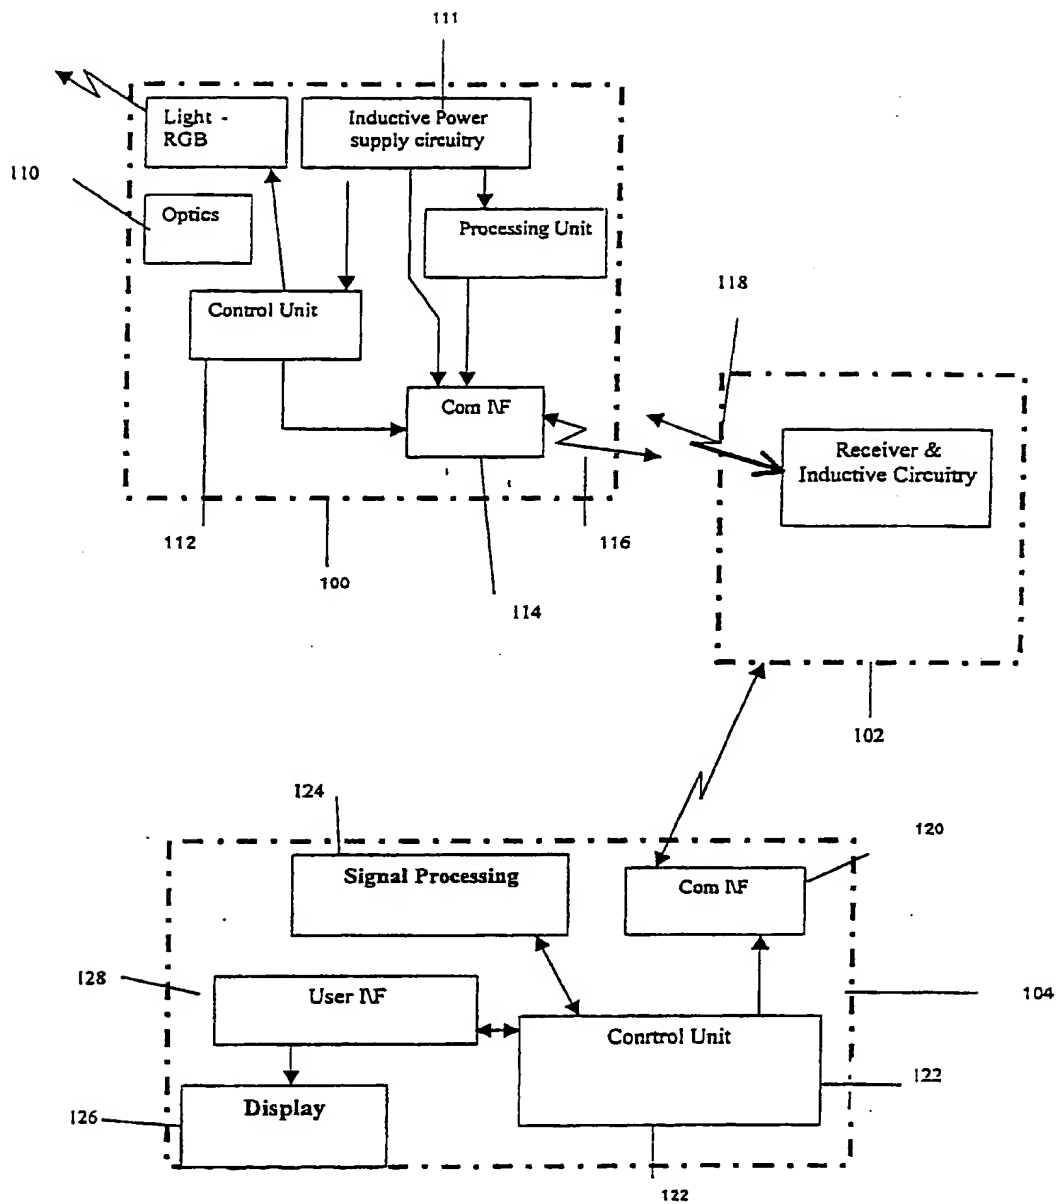 111
Light -
RGB
Inductive Power
supply circuitry
110
Optics
Processing Unit
118
Control Unit
Com I\F
Receiver &
Inductive Circuitry
112
116
100
114
102
124
120
Signal Processing
Com I\F
128
User I\F
104
Conrtrol Unit
122
Display
126
122